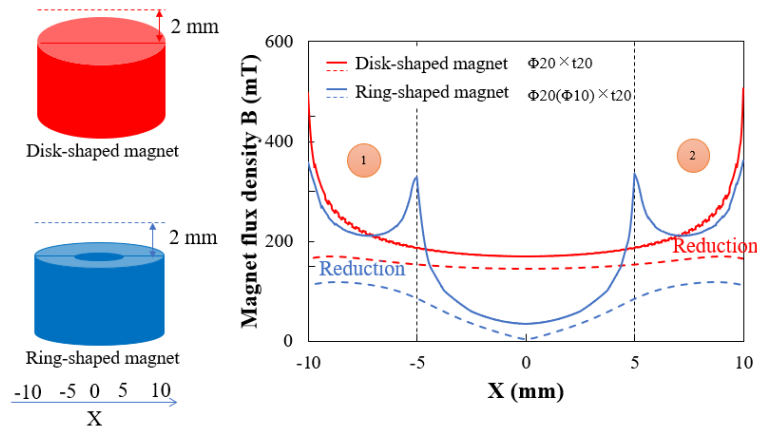 2 mm
Disk-shaped magnet
2 mm
Ring-shaped magnet
-10 -5 0 5 10
X
Magnet flux density B (mT)
600
400
200
0
Disk-shaped magnet Φ20×t20
Ring-shaped magnet Φ20(Φ10)×t20
1
2
Reduction
Reduction
-10 -5 0 5 10
X (mm)